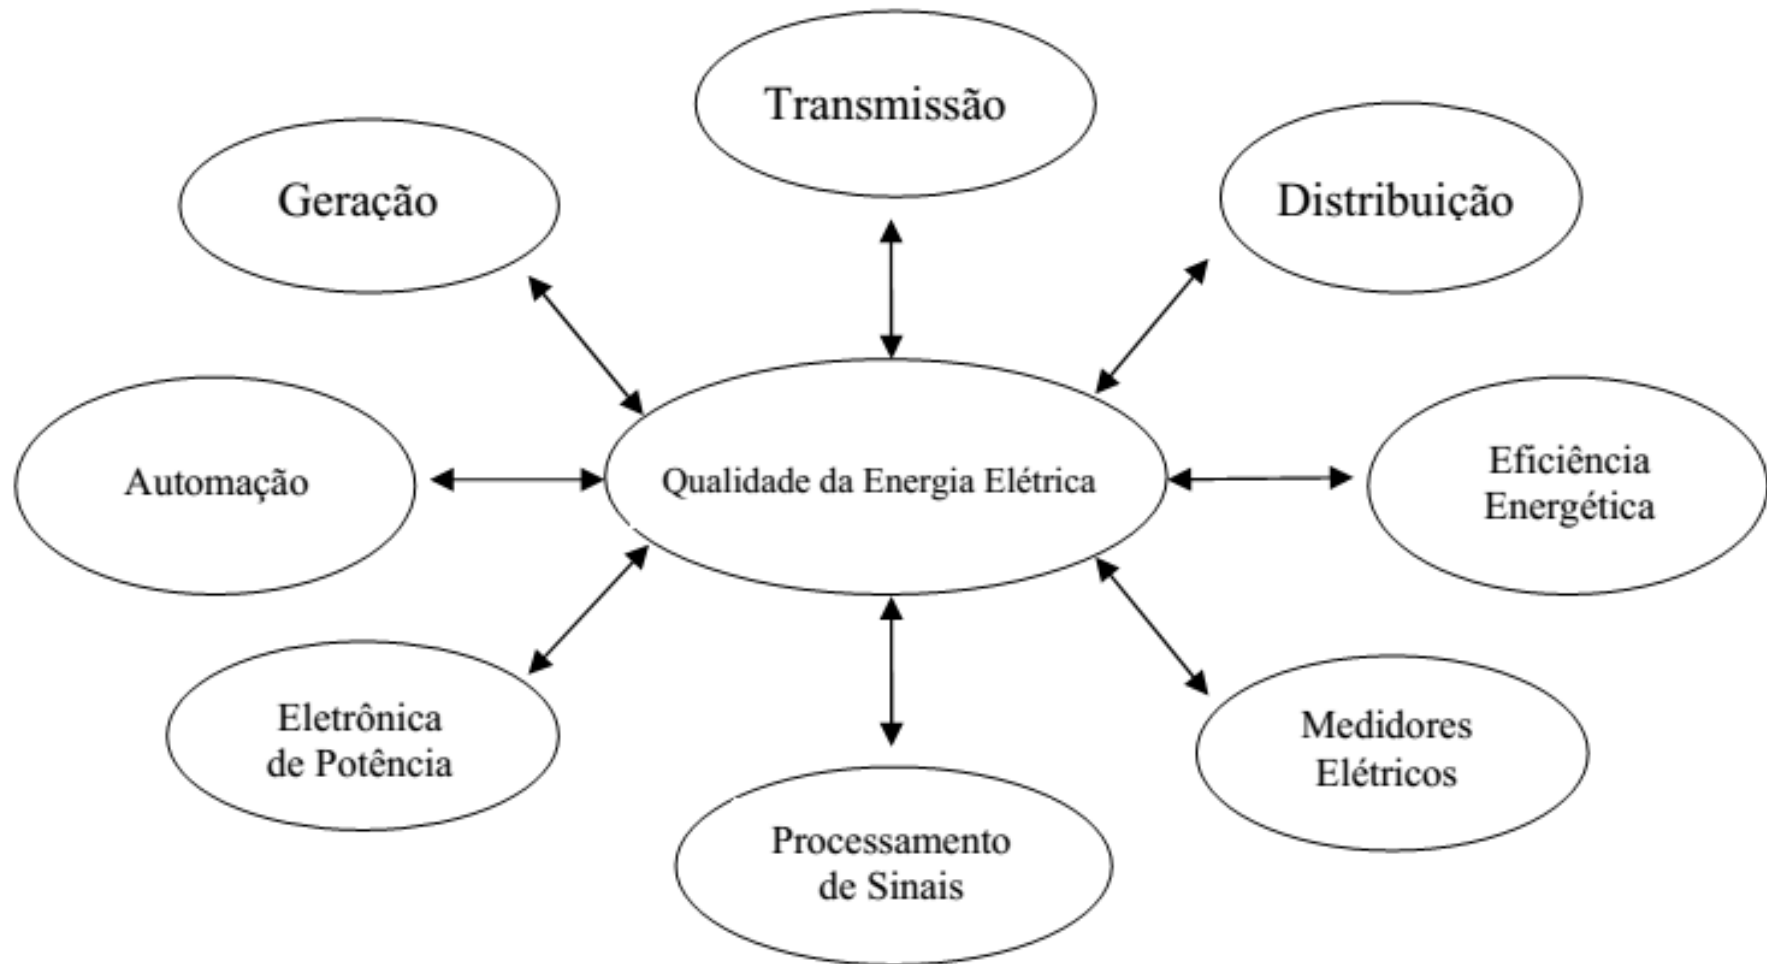 Transmissão
Geração
Distribuição
Automação
Qualidade da Energia Elétrica
Eficiência
Energética
Eletrônica
de Potência
Medidores
Elétricos
Processamento
de Sinais